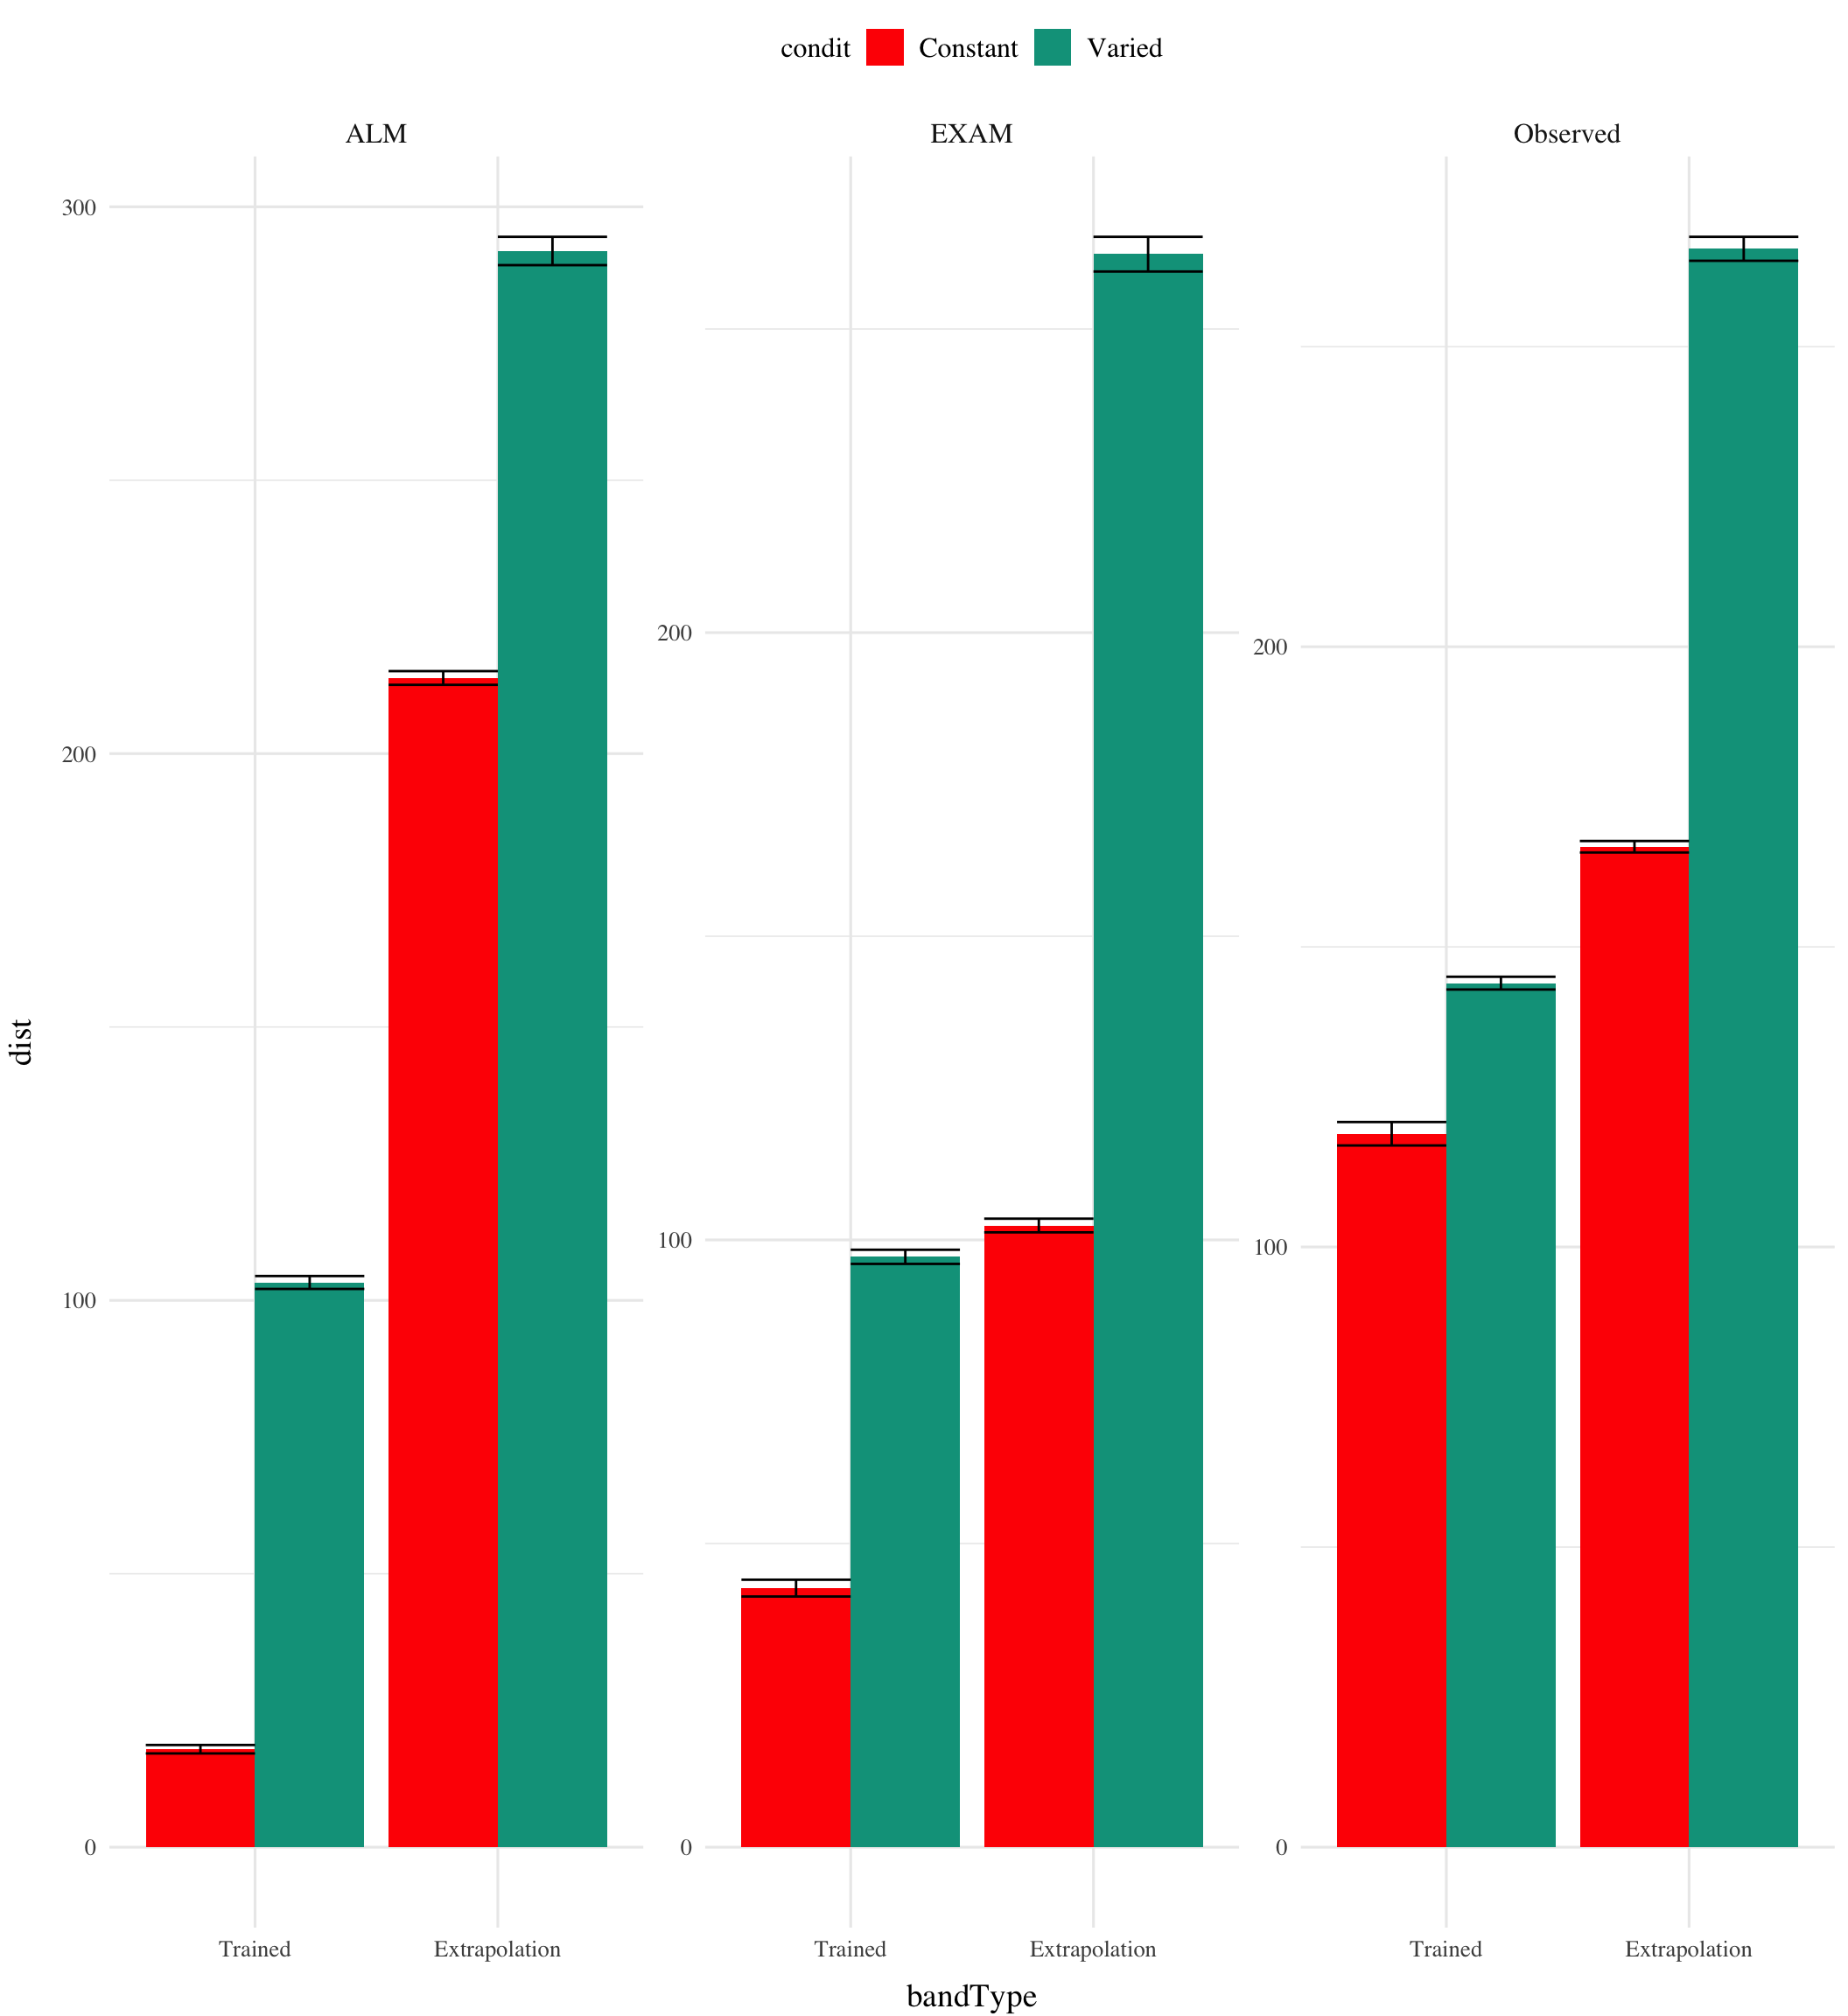 condit Constant Varied
ALM EXAM Observed
300
200
100
0
200
100
0
200
100
0
dist
Trained Extrapolation Trained Extrapolation Trained Extrapolation
bandType